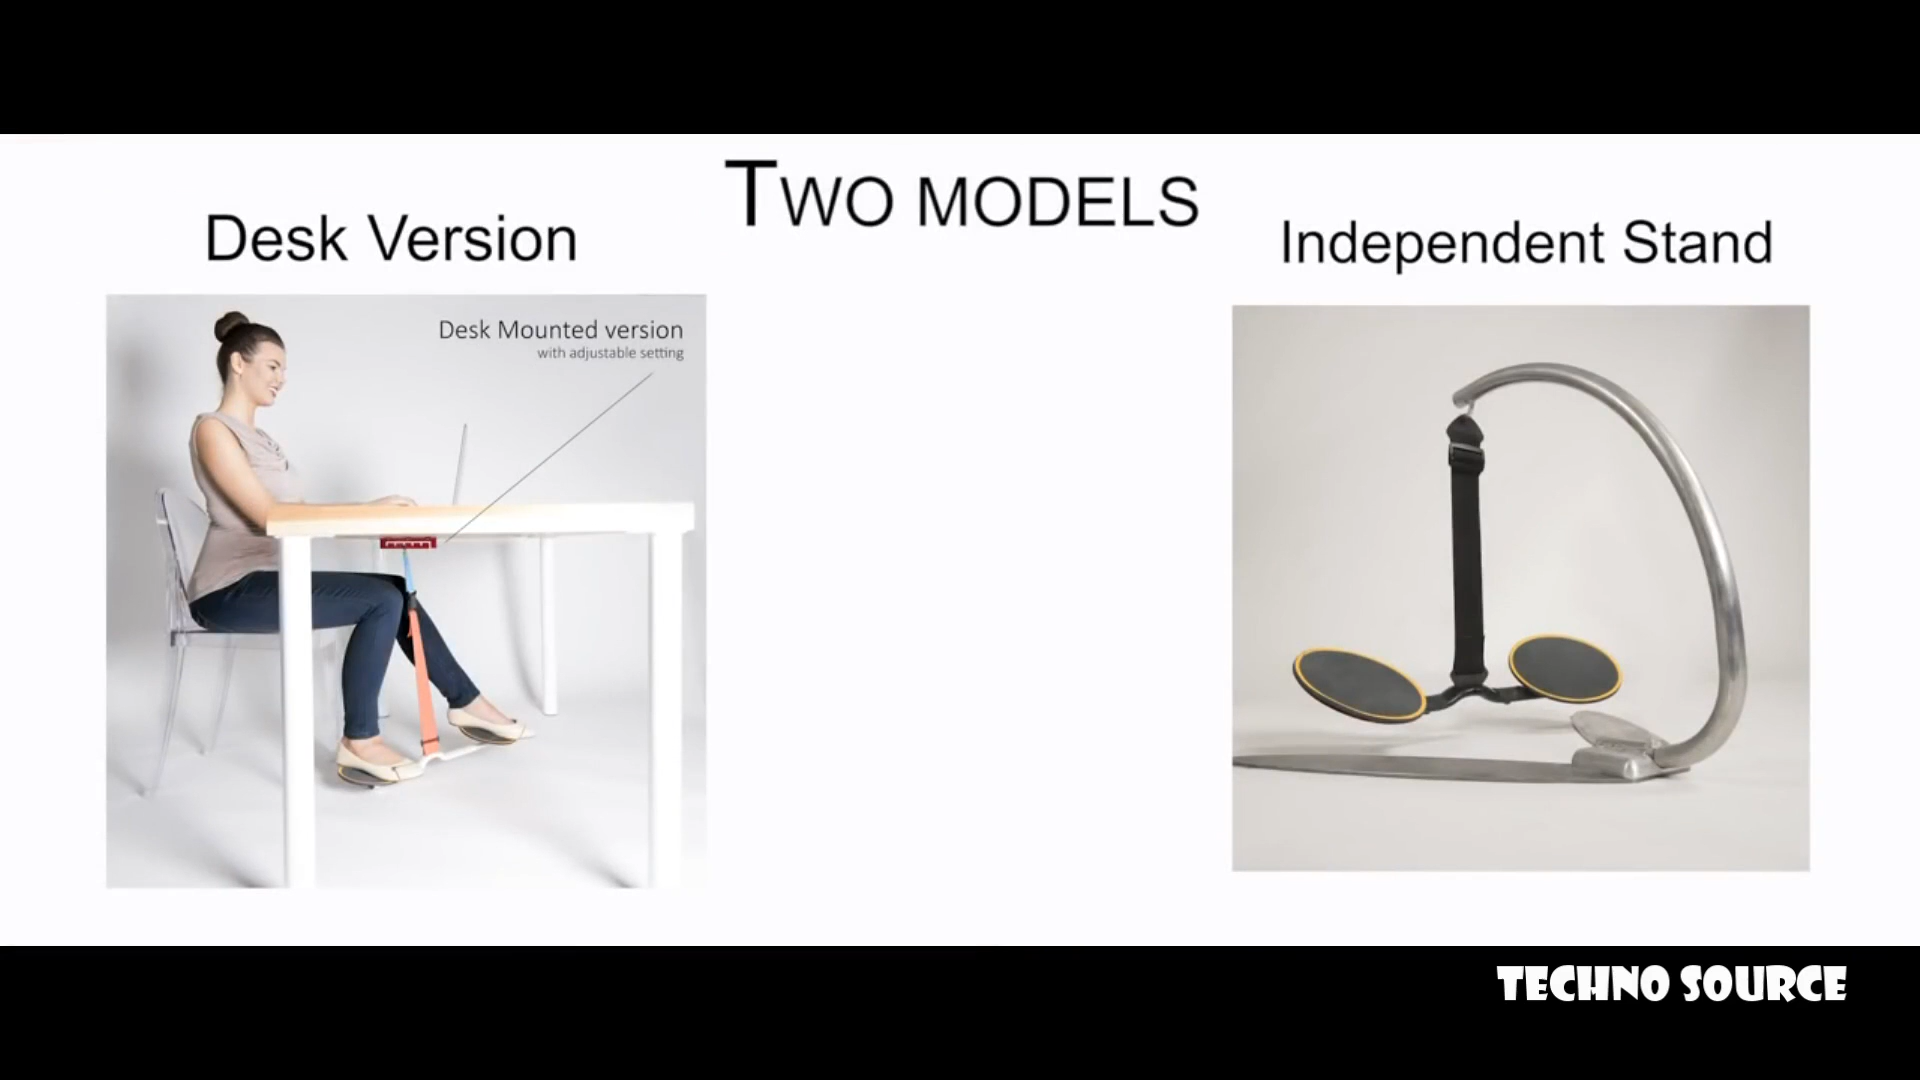 TWO MODELS
Desk Version
Independent Stand
Desk Mounted version
with adjustable setting
TECHNO SOURCE